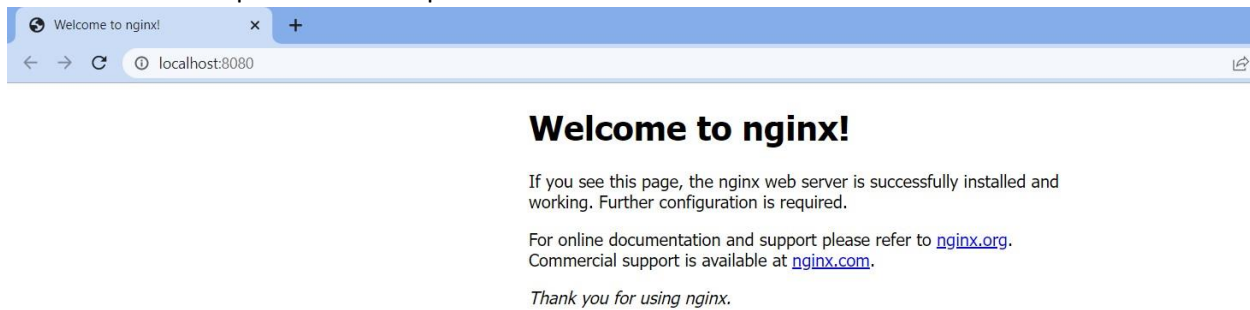 Welcome to nginx!
localhost:8080
Welcome to nginx!
If you see this page, the nginx web server is successfully installed and
working. Further configuration is required.
For online documentation and support please refer to nginx.org.
Commercial support is available at nginx.com.
Thank you for using nginx.